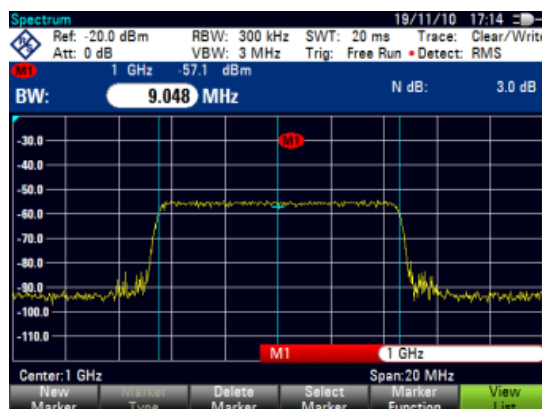 Spectrum 19/11/10 17:14
Ref: -20.0 dBm RBW: 300 kHz SWT: 20 ms Trace: Clear/Write
Att: 0 dB VBW: 3 MHz Trig: Free Run • Detect: RMS
M1 1 GHz -57.1 dBm
BW: 9.048 MHz N dB: 3.0 dB
M1
-30.0
-40.0
-50.0
-60.0
-70.0
-80.0
-90.0
-100.0
-110.0
M1 1 GHz
Center:1 GHz Span:20 MHz
New Marker Delete Select Marker View
Marker Type Marker Marker Function List